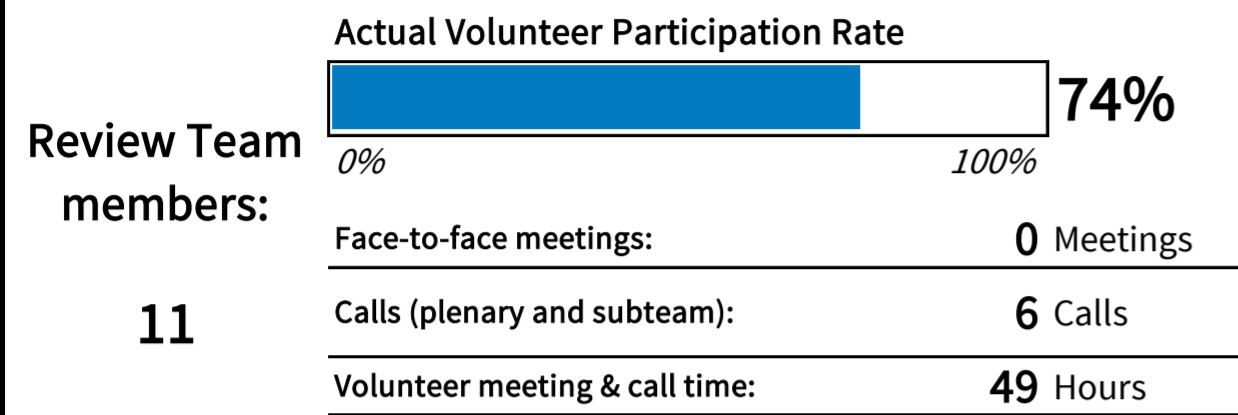 Actual Volunteer Participation Rate
74%
0% 100%
Review Team
members:
11
Face-to-face meetings: 0 Meetings
Calls (plenary and subteam): 6 Calls
Volunteer meeting & call time: 49 Hours